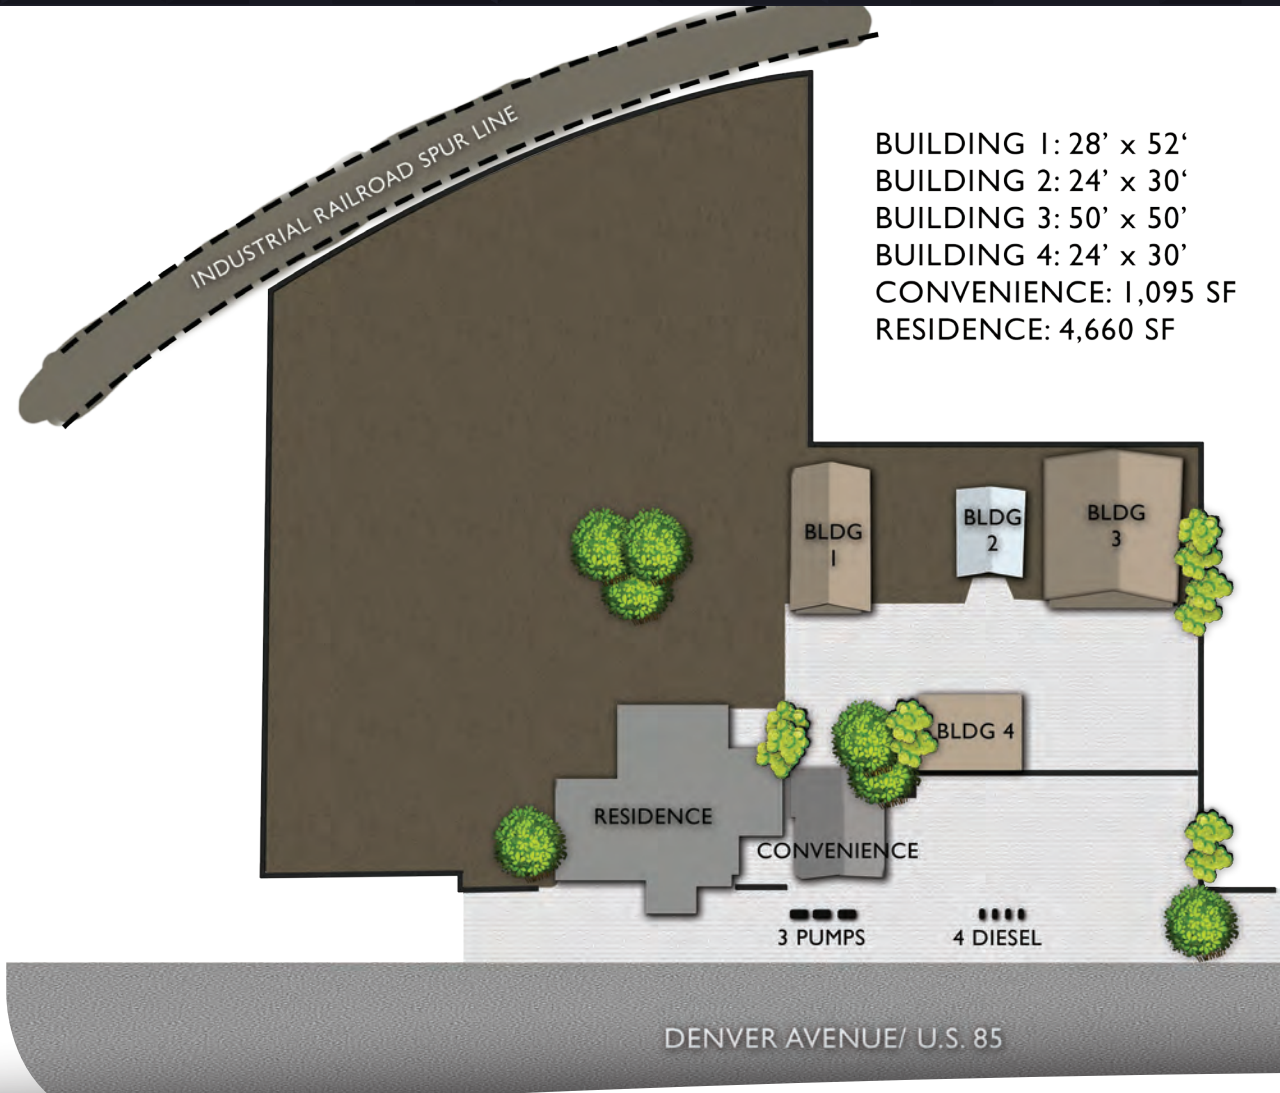 INDUSTRIAL RAILROAD SPUR LINE
BUILDING 1: 28’ x 52‘
BUILDING 2: 24’ x 30‘
BUILDING 3: 50’ x 50’
BUILDING 4: 24’ x 30’
CONVENIENCE: 1,095 SF
RESIDENCE: 4,660 SF
BLDG
1
BLDG
2
BLDG
3
BLDG 4
RESIDENCE
CONVENIENCE
3 PUMPS
4 DIESEL
DENVER AVENUE/ U.S. 85